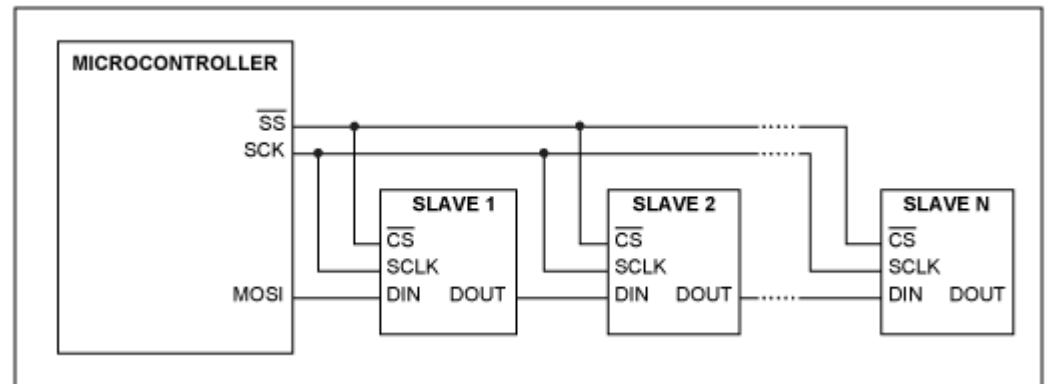 MICROCONTROLLER
SS
SCK
MOSI
SLAVE 1
CS
SCLK
DIN DOUT
SLAVE 2
CS
SCLK
DIN DOUT
SLAVE N
CS
SCLK
DIN DOUT